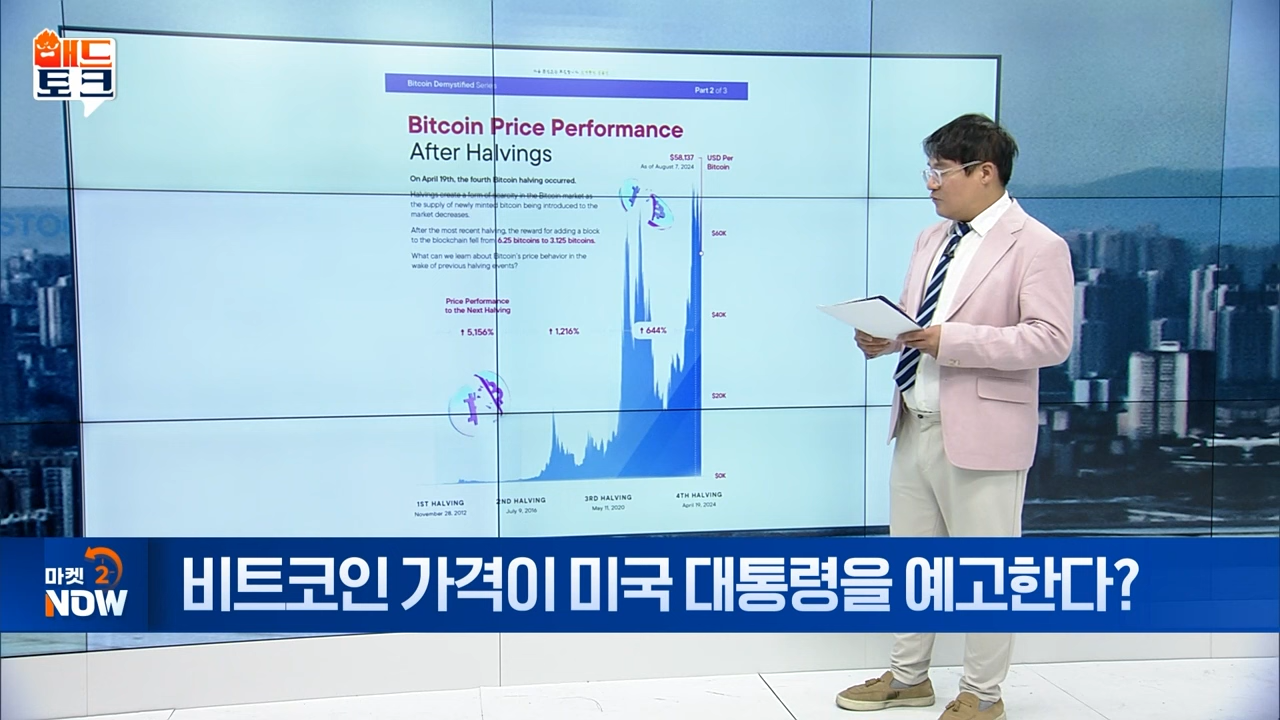 매드
토크
Bitcoin Demystified Series
Part 2 of 3
Bitcoin Price Performance
After Halvings
On April 19th, the fourth Bitcoin halving occurred.
Halvings create a form of scarcity in the Bitcoin market as
the supply of newly minted bitcoin being introduced to the
market decreases.
After the most recent halving, the reward for adding a block
to the blockchain fell from 6.25 bitcoins to 3.125 bitcoins.
What can we learn about Bitcoin's price behavior in the
wake of previous halving events?
$58,137
As of August 7, 2024
USD Per
Bitcoin
$60K
$40K
$20K
$0K
Price Performance
to the Next Halving
↑ 5,156%
↑ 1,216%
↑ 644%
1ST HALVING
November 28, 2012
2ND HALVING
July 9, 2016
3RD HALVING
May 11, 2020
4TH HALVING
April 19, 2024
STO
마켓 2
NOW
비트코인 가격이 미국 대통령을 예고한다?